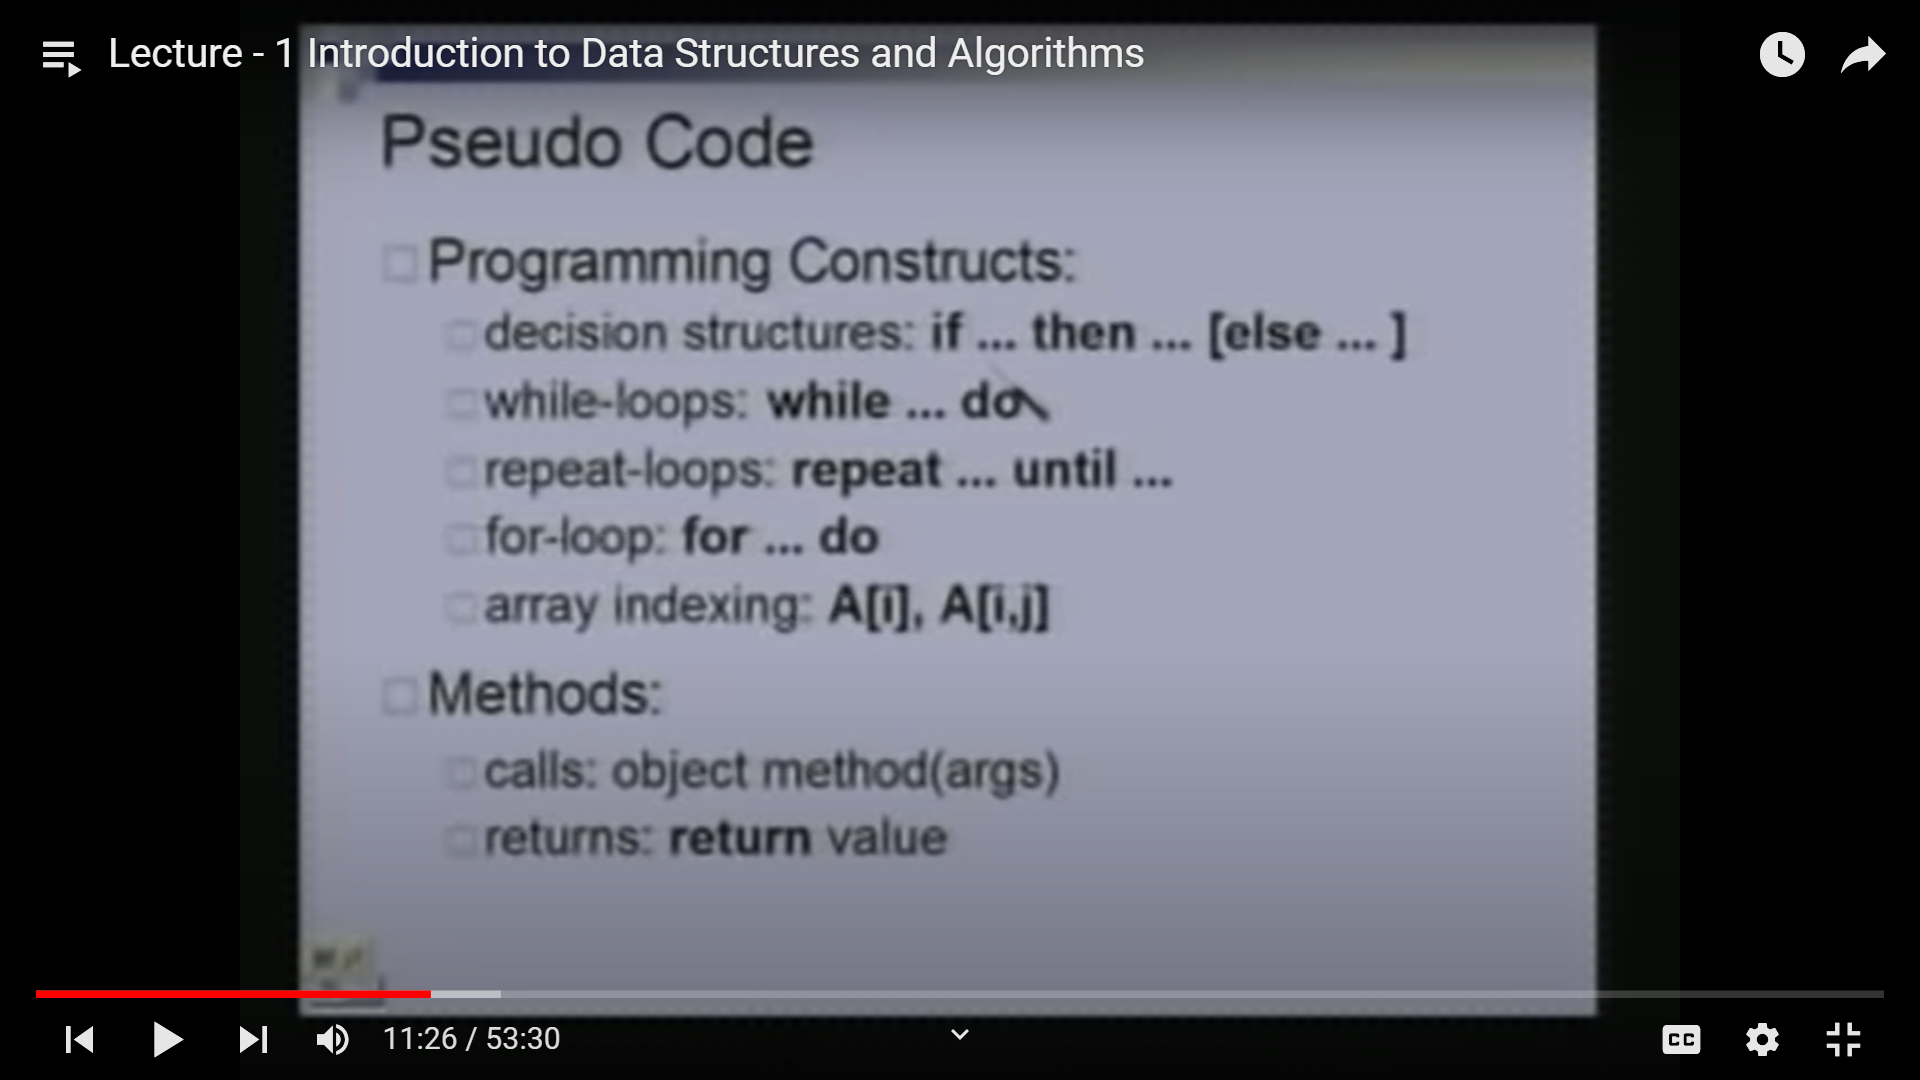 Lecture - 1 Introduction to Data Structures and Algorithms
Pseudo Code
Programming Constructs:
decision structures: if ... then ... [else ... ]
while-loops: while ... do
repeat-loops: repeat ... until ...
for-loop: for ... do
array indexing: A[i], A[i,j]
Methods:
calls: object method(args)
returns: return value
11:26 / 53:30
CC